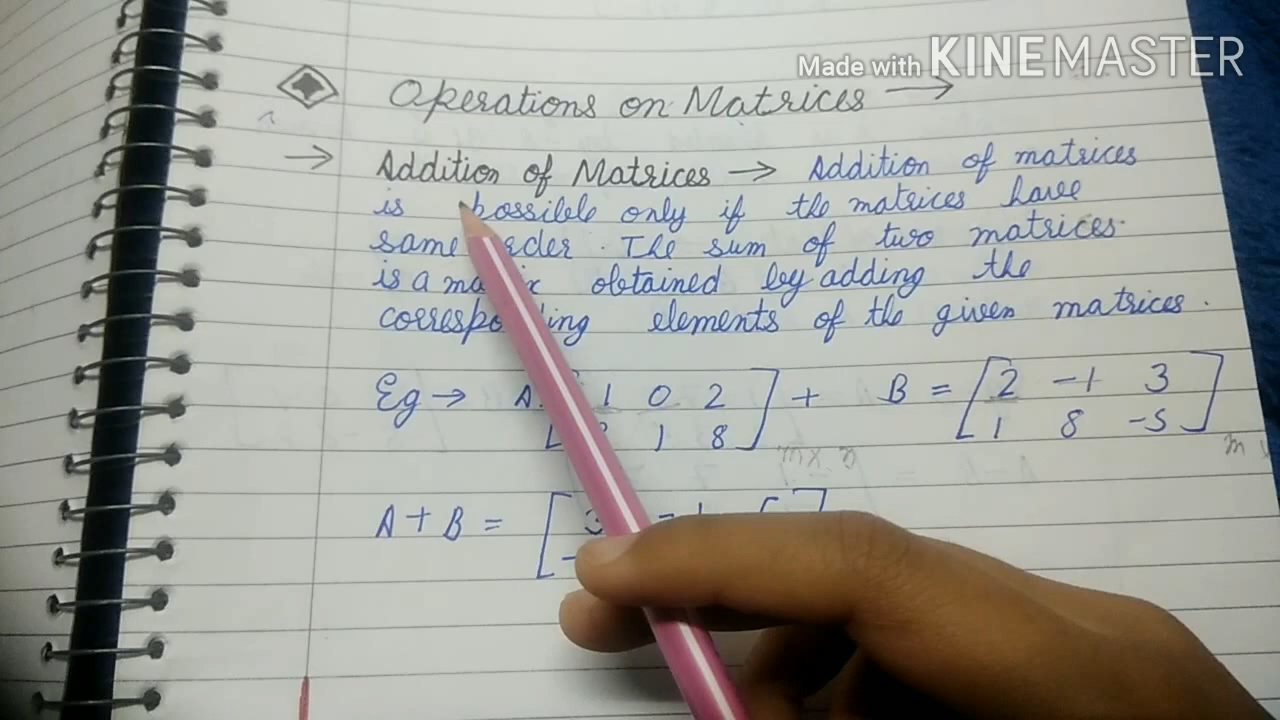 Made with KINEMASTER
Operations on Matrices →
→ Addition of Matrices → Addition of matrices
is possible only if the matrices have
same order. The sum of two matrices
is a matrix obtained by adding the
corresponding elements of the given matrices.
Eg → A 1 0 2 ] + B = [ 2 -1 3
1 8 ] 1 8 -5 ]
A + B = [ 3 -1